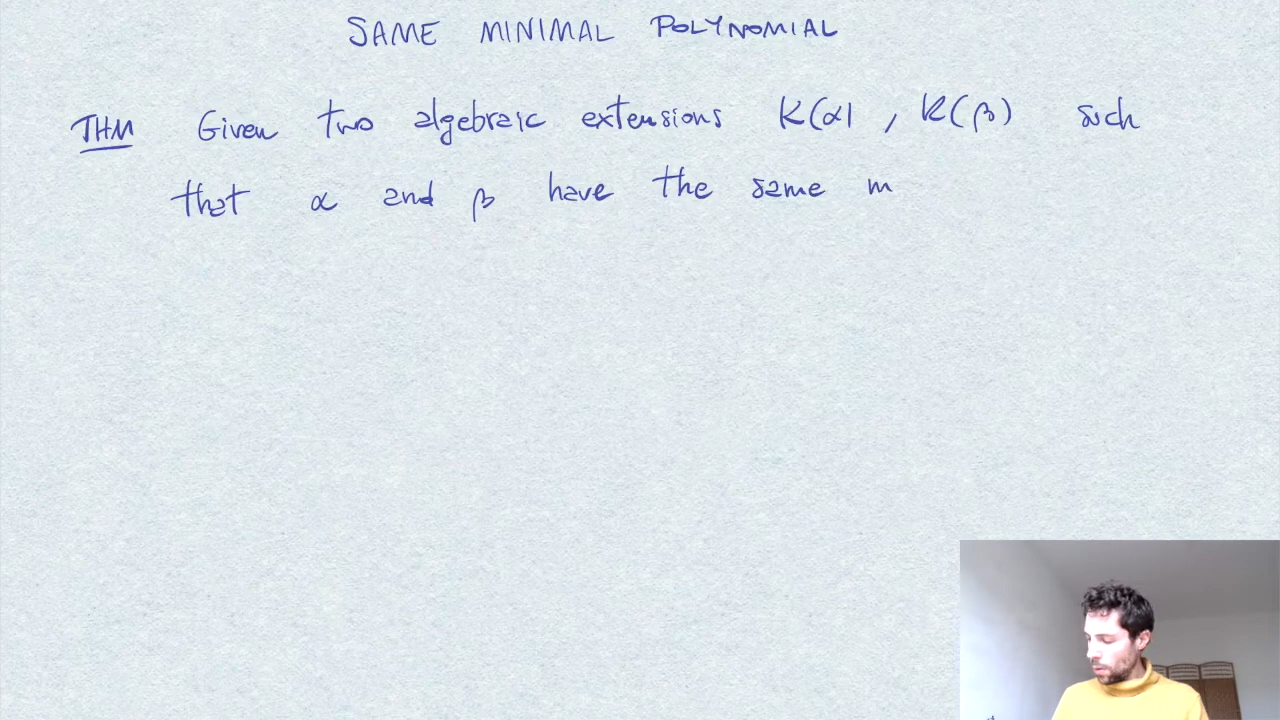 SAME MINIMAL POLYNOMIAL
THM Given two algebraic extensions K(α) , K(β) such
that α and β have the same m